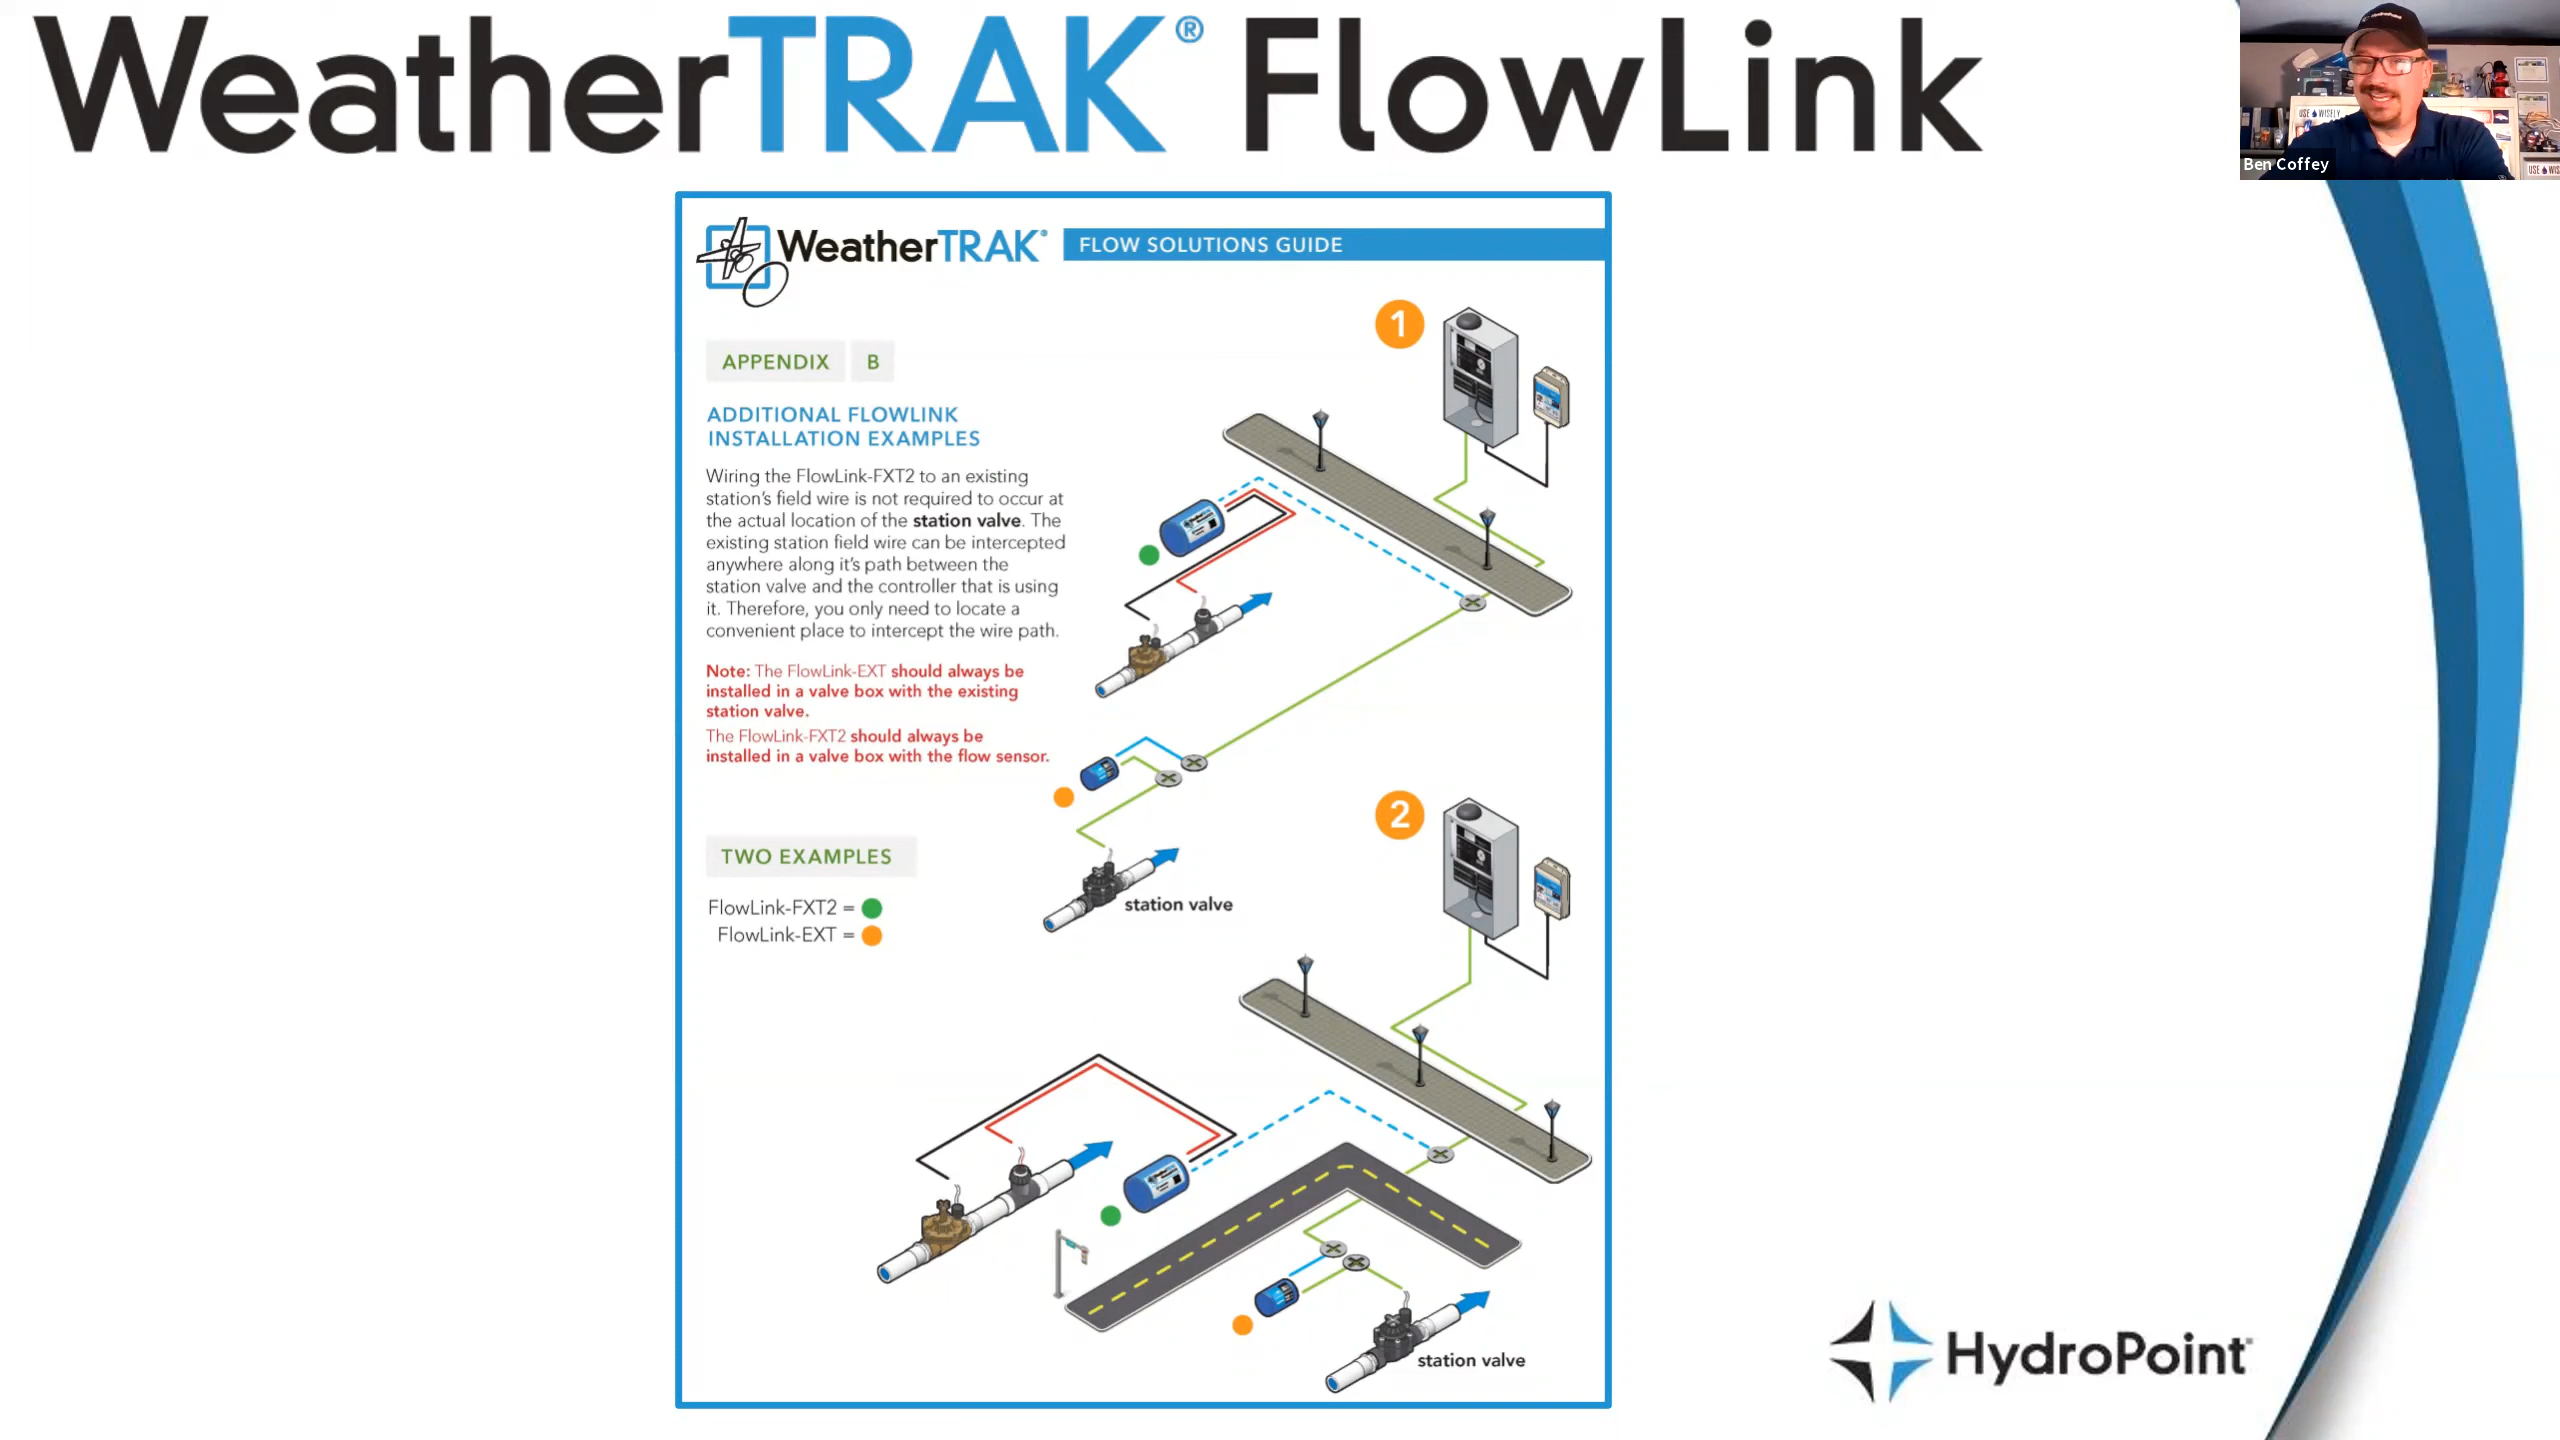 WeatherTRAK® FlowLink
Ben Coffey
USE WISELY
WeatherTRAK®
FLOW SOLUTIONS GUIDE
APPENDIX B
ADDITIONAL FLOWLINK
INSTALLATION EXAMPLES
Wiring the FlowLink-FXT2 to an existing
station's field wire is not required to occur at
the actual location of the station valve. The
existing station field wire can be intercepted
anywhere along it's path between the
station valve and the controller that is using
it. Therefore, you only need to locate a
convenient place to intercept the wire path.
Note: The FlowLink-EXT should always be
installed in a valve box with the existing
station valve.
The FlowLink-FXT2 should always be
installed in a valve box with the flow sensor.
1
station valve
TWO EXAMPLES
FlowLink-FXT2 =
FlowLink-EXT =
2
station valve
HydroPoint